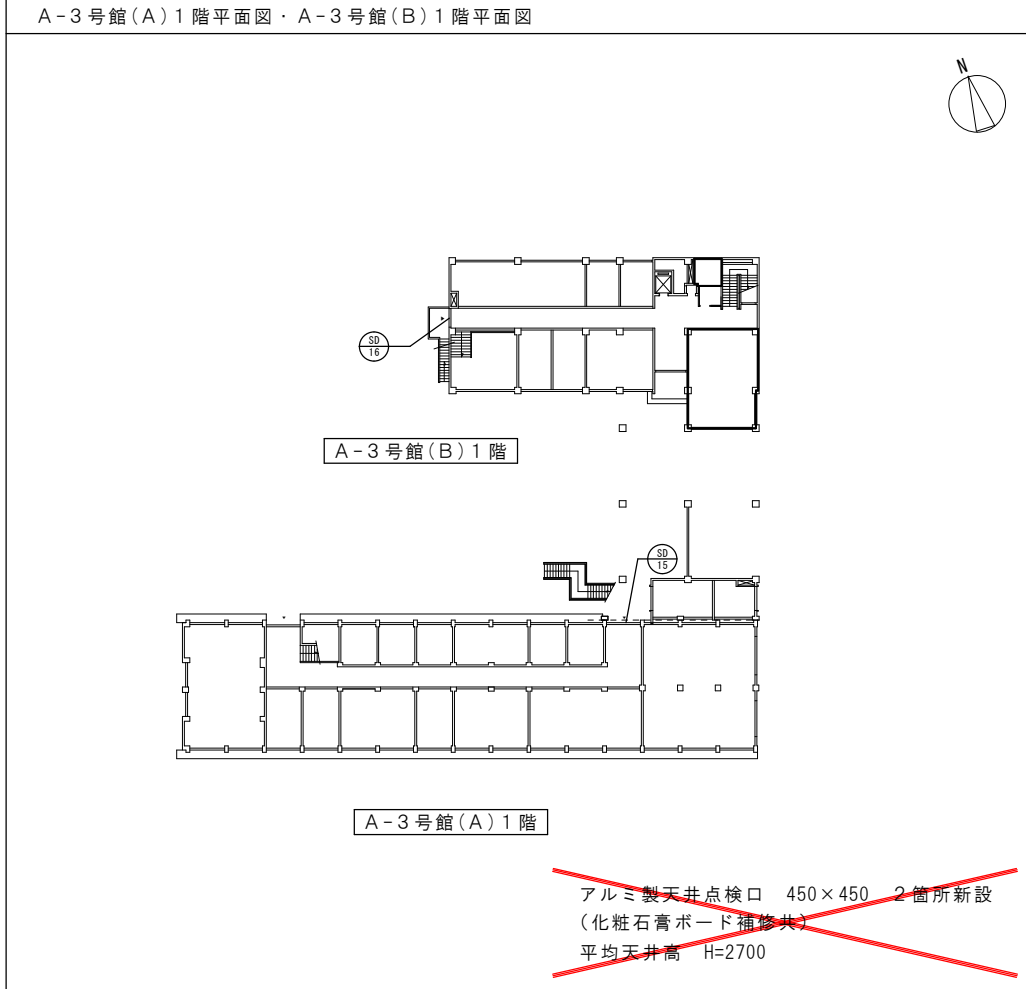 A-3号館(A)1階平面図・A-3号館(B)1階平面図
N
SD
16
A-3号館(B)1階
SD
15
A-3号館(A)1階
アルミ製天井点検口 450×450 2箇所新設
(化粧石膏ボード補修共)
平均天井高 H=2700